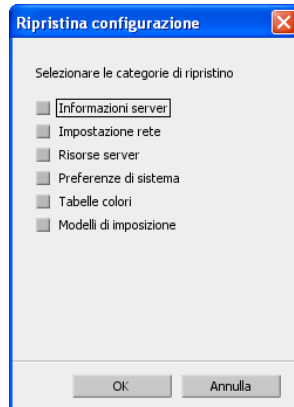 Ripristina configurazione
Selezionare le categorie di ripristino
Informazioni server
Impostazione rete
Risorse server
Preferenze di sistema
Tabelle colori
Modelli di imposizione
OK
Annulla